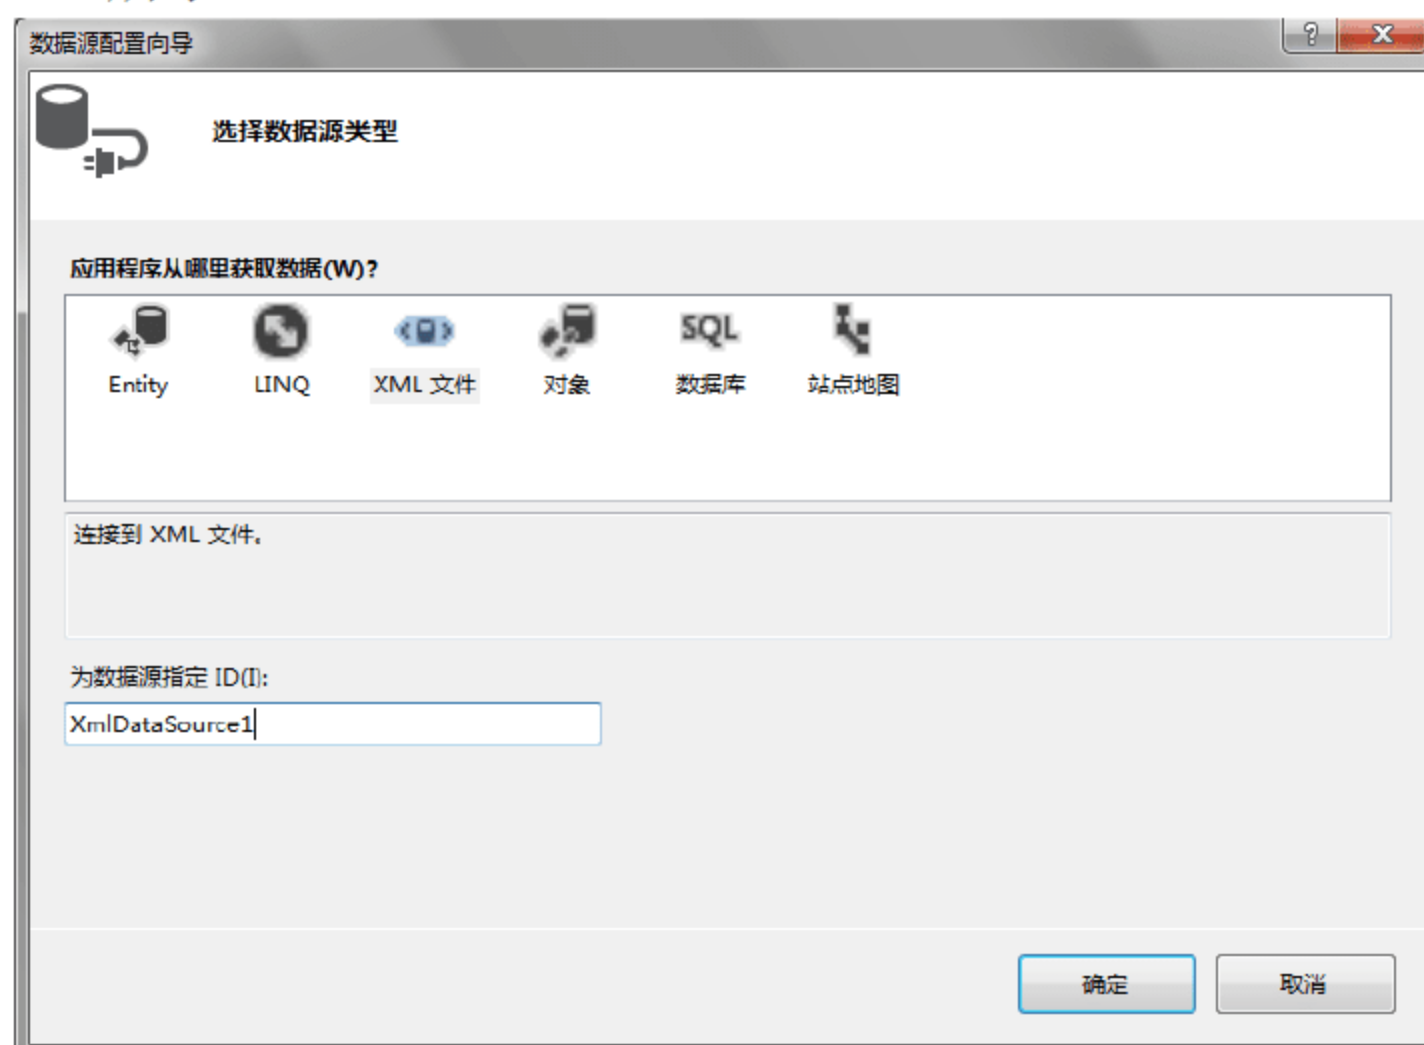 数据源配置向导
选择数据源类型
应用程序从哪里获取数据(W)?
SQL
Entity LINQ XML 文件 对象 数据库 站点地图
连接到 XML 文件。
为数据源指定 ID(I):
XmlDataSource1
确定 取消